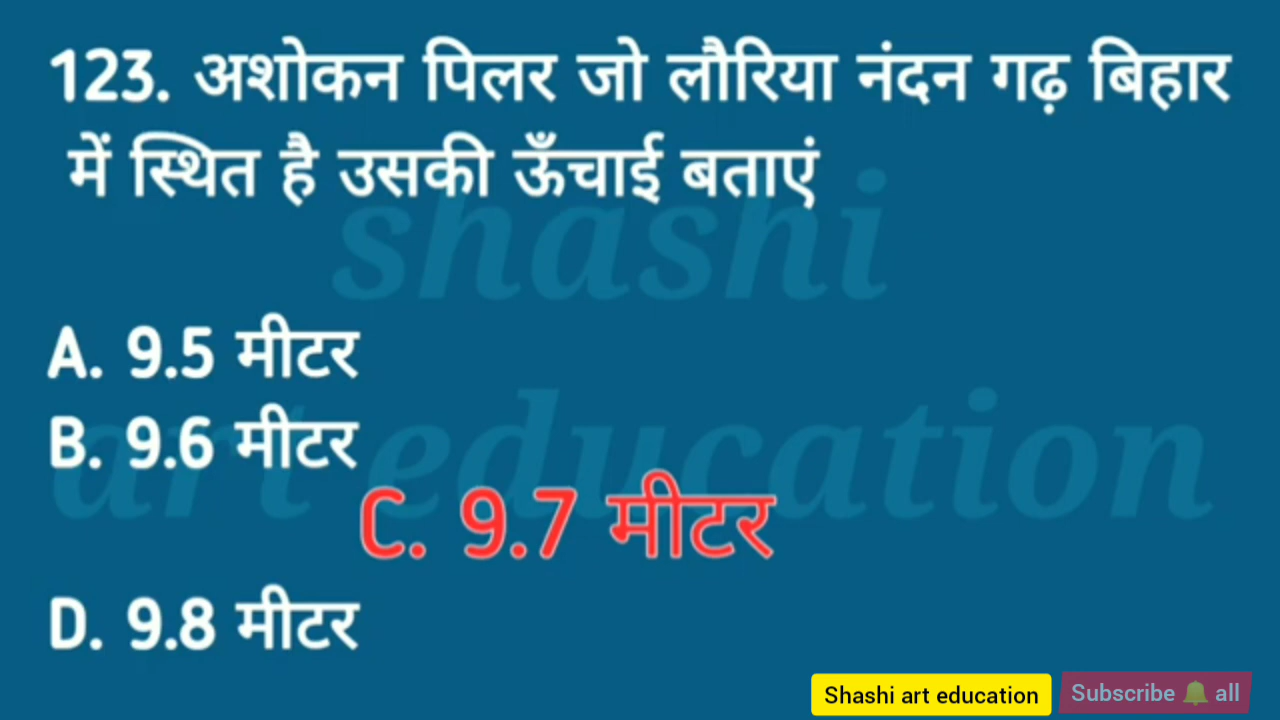 123. अशोकन पिलर जो लौरिया नंदन गढ़ बिहार
में स्थित है उसकी ऊँचाई बताएं
shashi
A. 9.5 मीटर
B. 9.6 मीटर
art education
C. 9.7 मीटर
D. 9.8 मीटर
Shashi art education
Subscribe 🔔 all